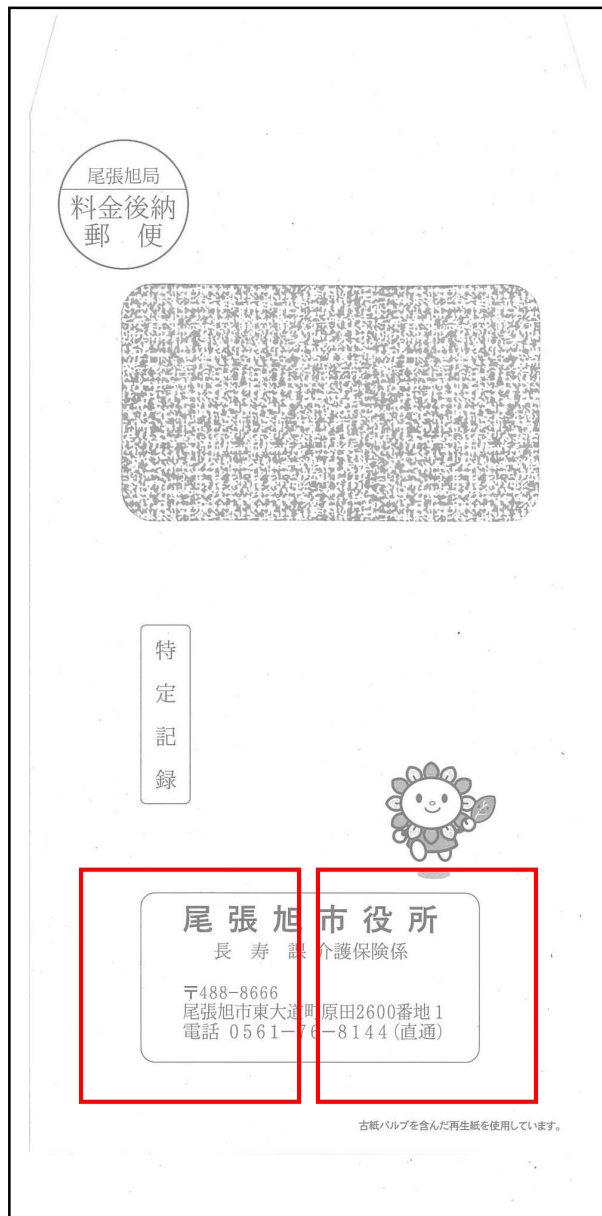 尾張旭局
料金後納
郵 便
特定記録
尾張旭市役所
長寿課 介護保険係
〒488-8666
尾張旭市東大道町原田2600番地1
電話 0561-76-8144(直通)
古紙パルプを含んだ再生紙を使用しています。